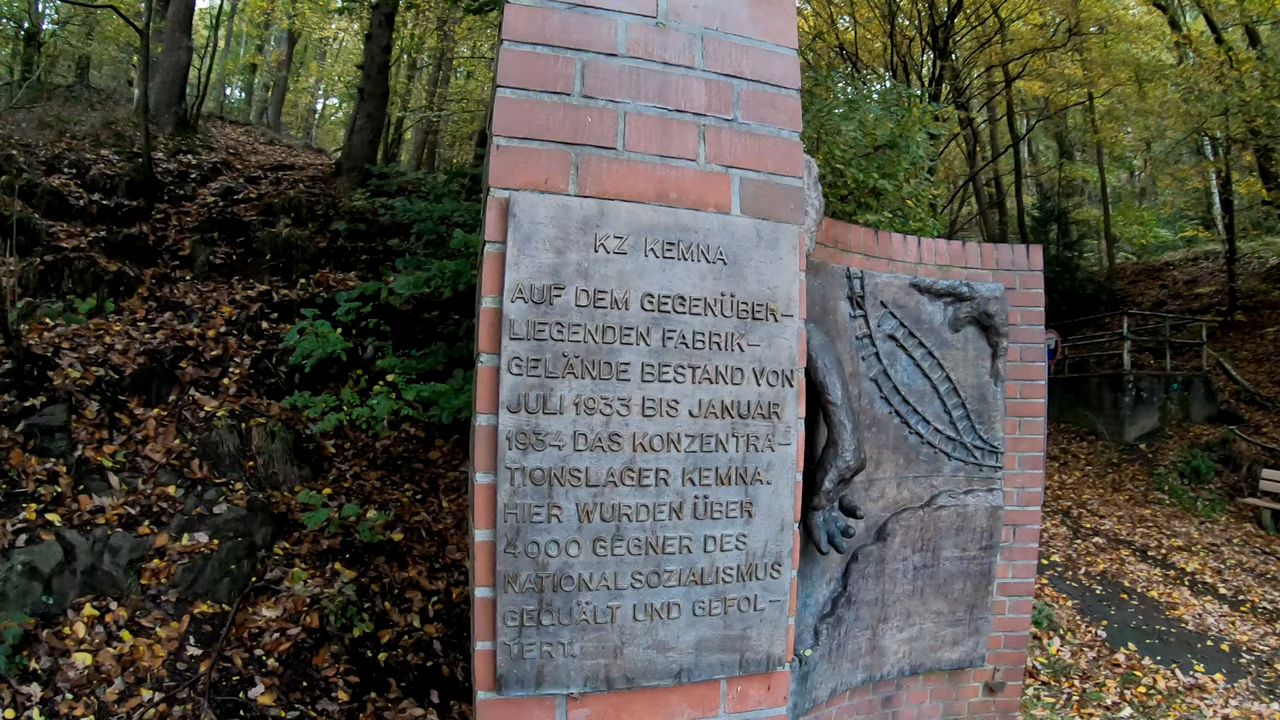 KZ KEMNA
AUF DEM GEGENÜBER-
LIEGENDEN FABRIK-
GELÄNDE BESTAND VON
JULI 1933 BIS JANUAR
1934 DAS KONZENTRA-
TIONSLAGER KEMNA.
HIER WURDEN ÜBER
4000 GEGNER DES
NATIONALSOZIALISMUS
GEQUÄLT UND GEFOL-
TERT.